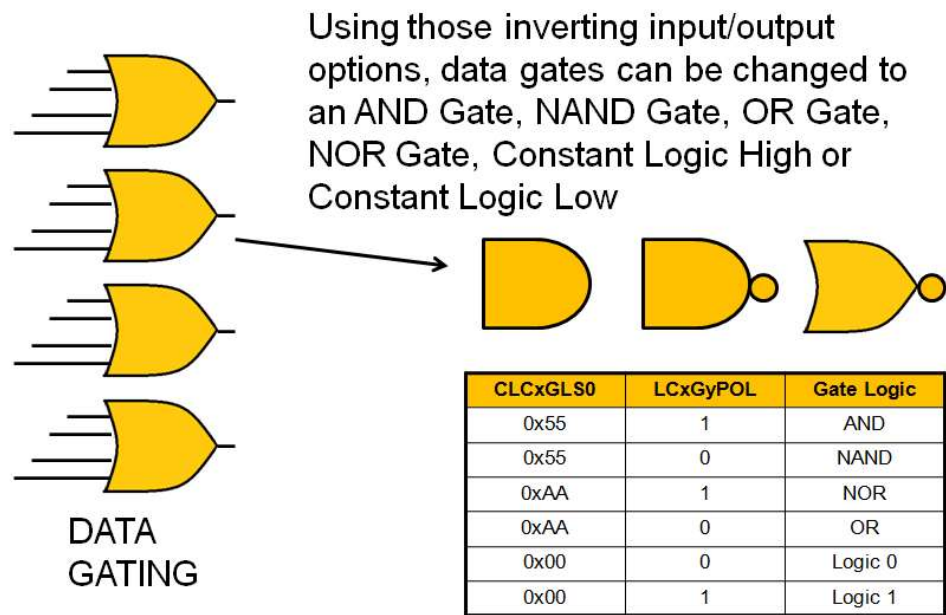 Using those inverting input/output
options, data gates can be changed to
an AND Gate, NAND Gate, OR Gate,
NOR Gate, Constant Logic High or
Constant Logic Low
CLCxGLS0 LCxGyPOL Gate Logic
0x55 1 AND
0x55 0 NAND
0xAA 1 NOR
0xAA 0 OR
0x00 0 Logic 0
0x00 1 Logic 1
DATA
GATING